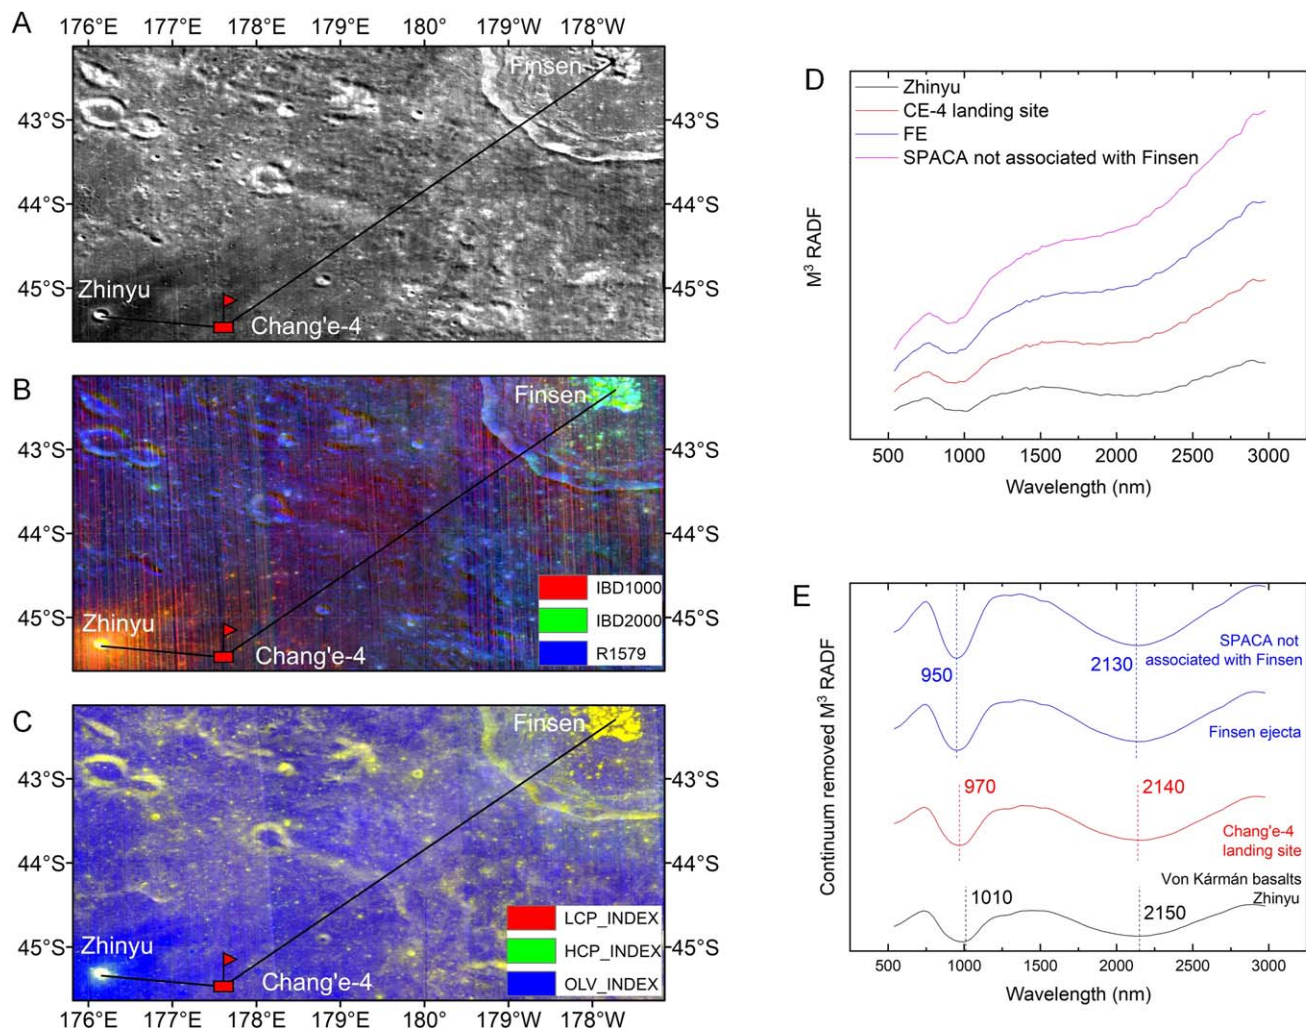 A
176°E 177°E 178°E 179°E 180° 179°W 178°W
Finsen
43°S 43°S
44°S 44°S
45°S 45°S
Zhinyu
Chang'e-4
B
Finsen
43°S 43°S
44°S 44°S
45°S 45°S
Zhinyu
Chang'e-4
IBD1000
IBD2000
R1579
C
Finsen
43°S 43°S
44°S 44°S
45°S 45°S
Zhinyu
Chang'e-4
LCP_INDEX
HCP_INDEX
OLV_INDEX
176°E 177°E 178°E 179°E 180° 179°W 178°W
D
Zhinyu
CE-4 landing site
FE
SPACA not associated with Finsen
M³ RADF
500 1000 1500 2000 2500 3000
Wavelength (nm)
E
Continuum removed M³ RADF
SPACA not
associated with Finsen
950 2130
Finsen ejecta
970 2140
Chang'e-4
landing site
Von Kármán basalts
Zhinyu
1010 2150
500 1000 1500 2000 2500 3000
Wavelength (nm)